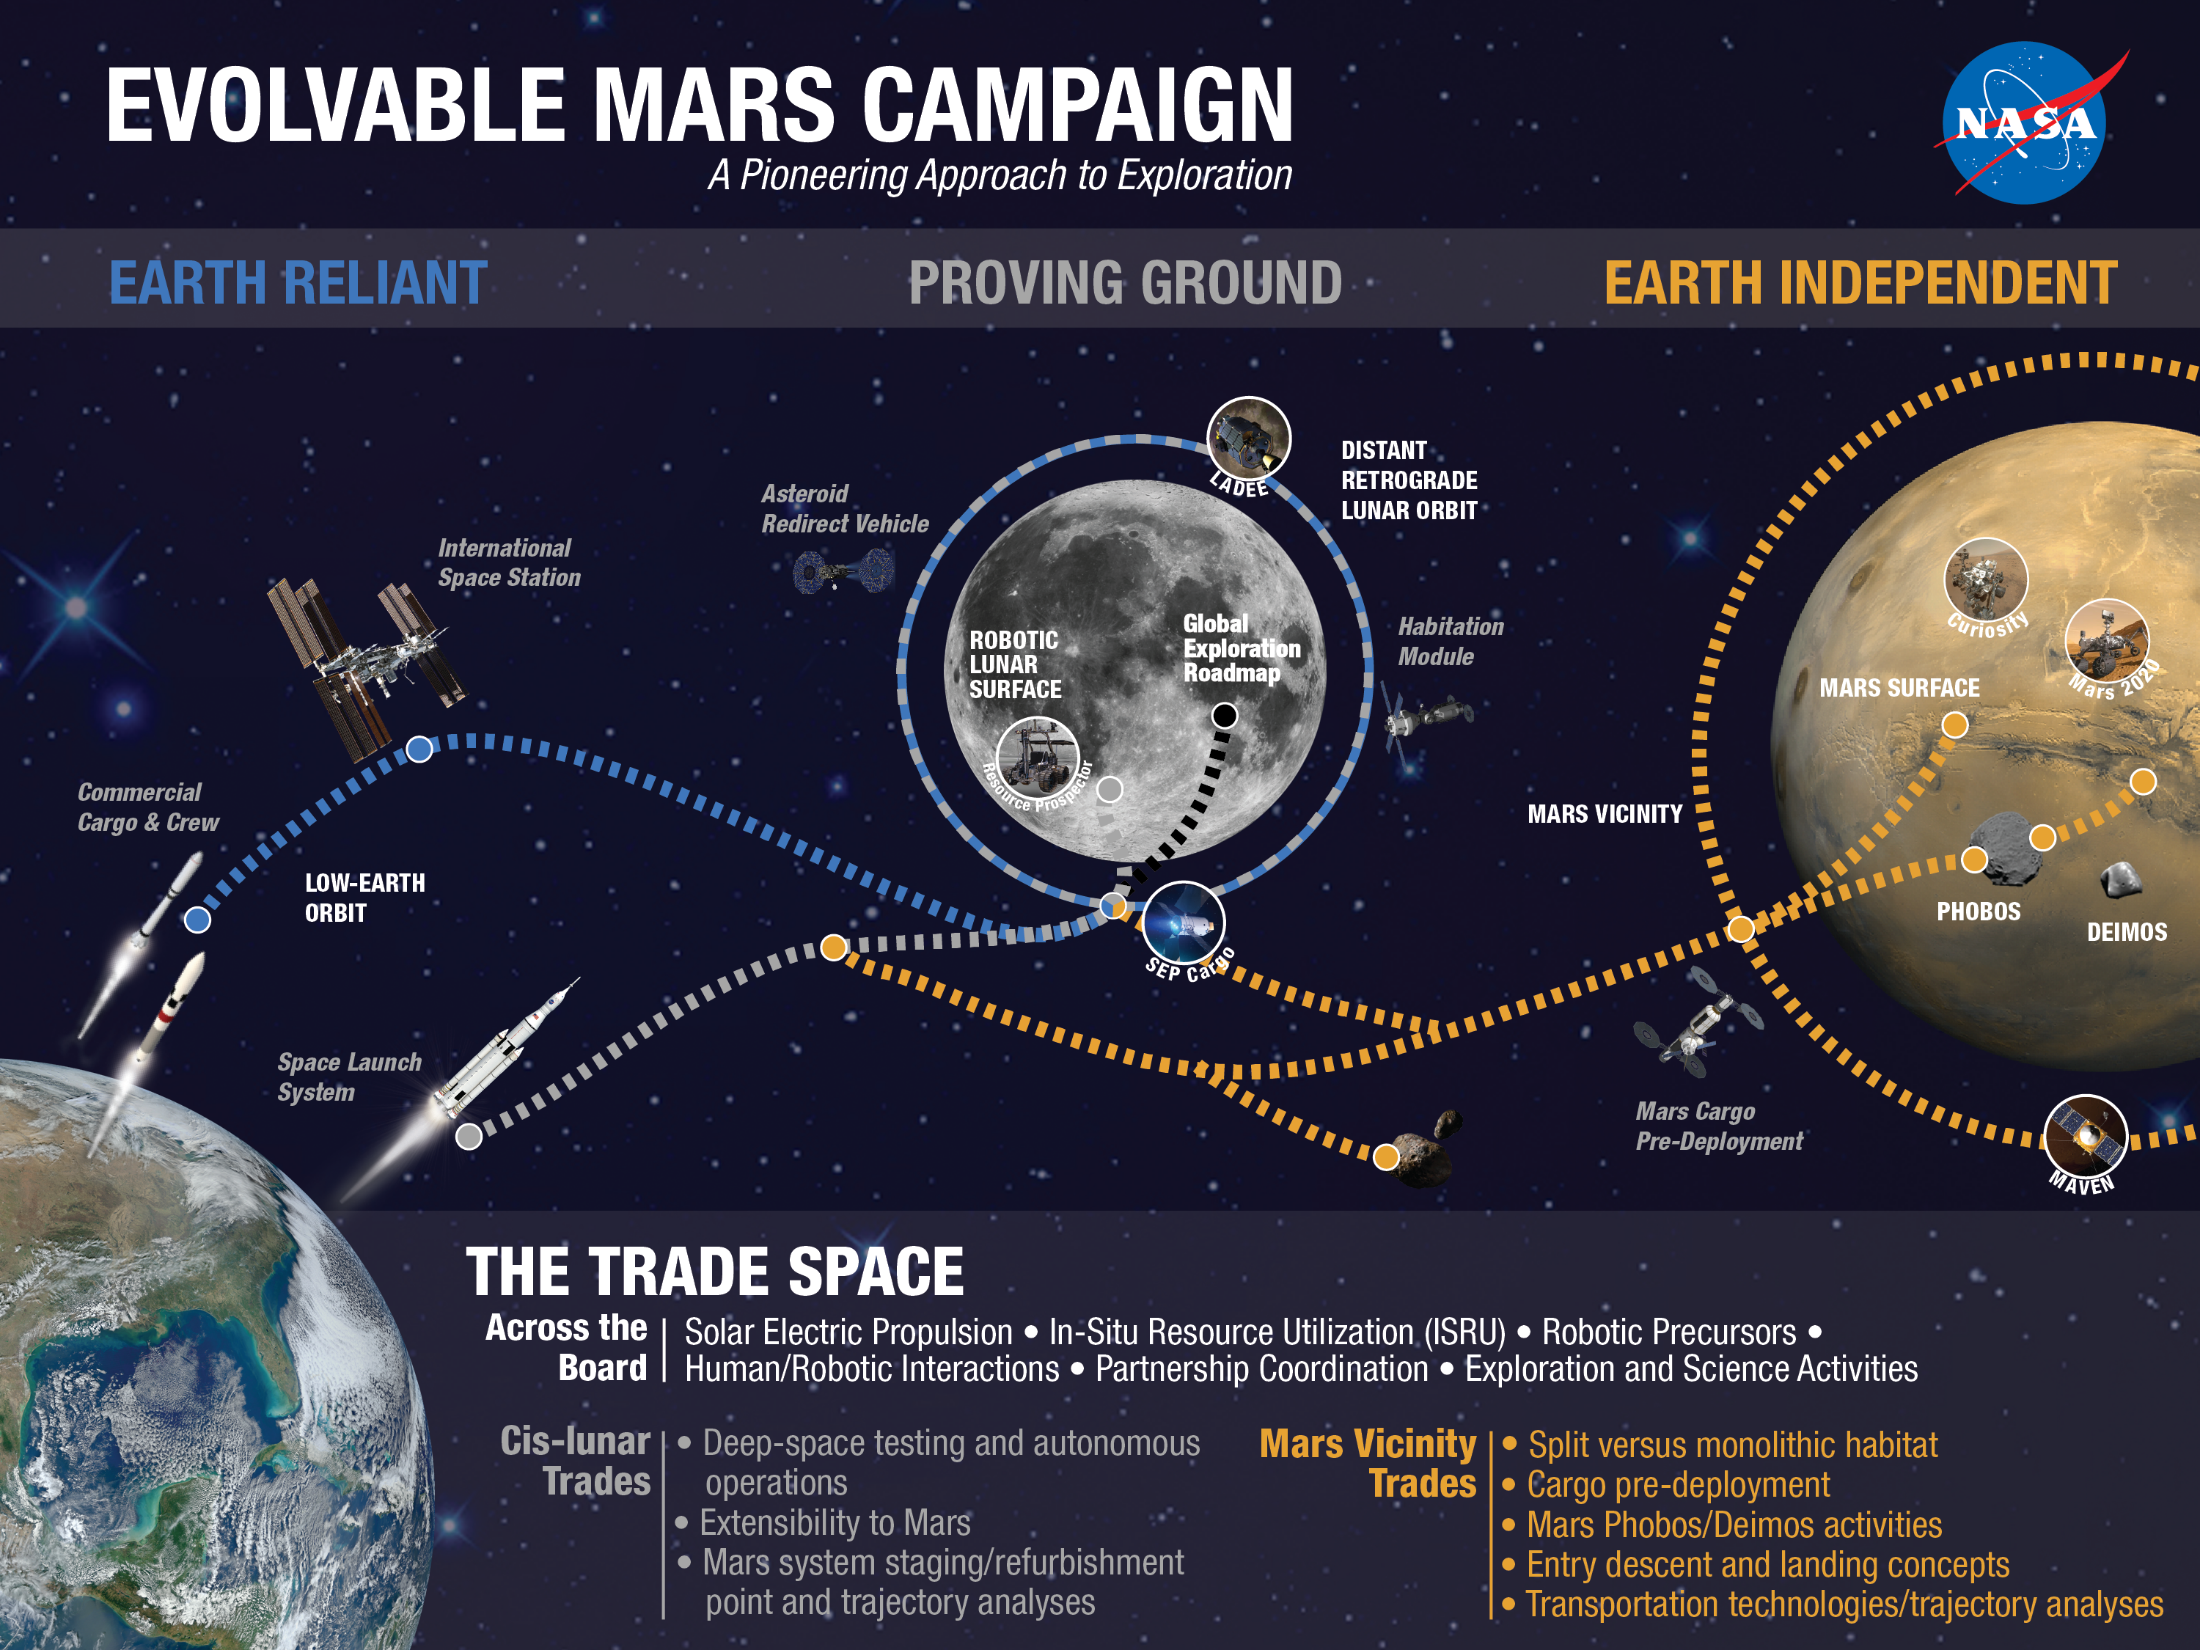 EVOLVABLE MARS CAMPAIGN
A Pioneering Approach to Exploration
NASA
EARTH RELIANT
PROVING GROUND
EARTH INDEPENDENT
LADEE
DISTANT
RETROGRADE
LUNAR ORBIT
Asteroid
Redirect Vehicle
International
Space Station
Curiosity
Mars 2020
ROBOTIC
LUNAR
SURFACE
Global
Exploration
Roadmap
Habitation
Module
MARS SURFACE
Resource Prospector
Commercial
Cargo & Crew
MARS VICINITY
LOW-EARTH
ORBIT
PHOBOS
DEIMOS
SEP Cargo
Space Launch
System
Mars Cargo
Pre-Deployment
MAVEN
THE TRADE SPACE
Across the
Board
Solar Electric Propulsion • In-Situ Resource Utilization (ISRU) • Robotic Precursors •
Human/Robotic Interactions • Partnership Coordination • Exploration and Science Activities
Cis-lunar
Trades
• Deep-space testing and autonomous
operations
• Extensibility to Mars
• Mars system staging/refurbishment
point and trajectory analyses
Mars Vicinity
Trades
• Split versus monolithic habitat
• Cargo pre-deployment
• Mars Phobos/Deimos activities
• Entry descent and landing concepts
• Transportation technologies/trajectory analyses